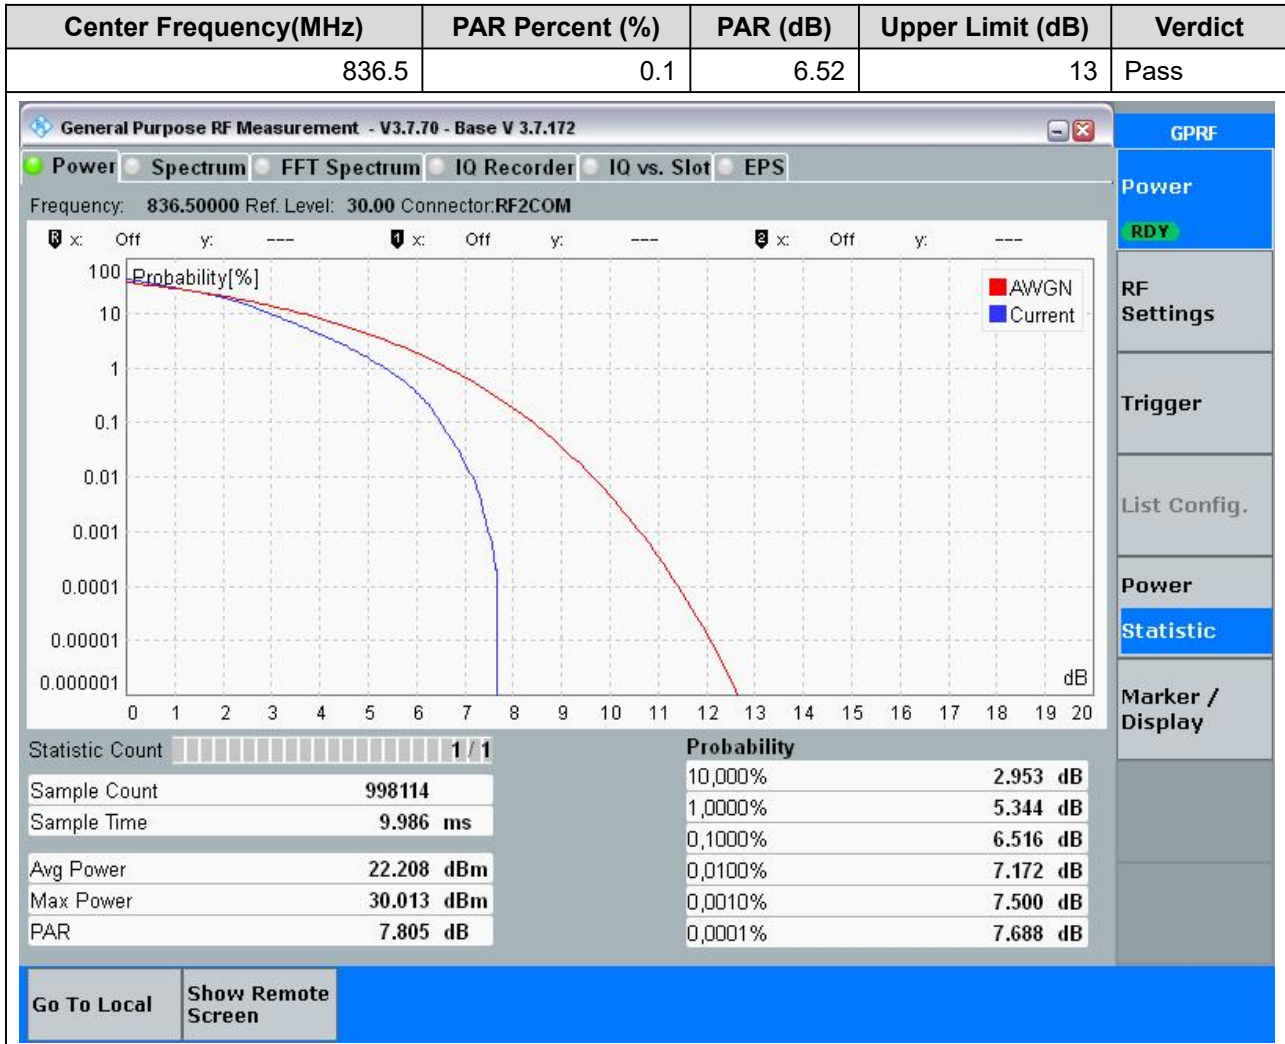 Center Frequency(MHz) PAR Percent (%) PAR (dB) Upper Limit (dB) Verdict
836.5 0.1 6.52 13 Pass
General Purpose RF Measurement - V3.7.70 - Base V 3.7.172
Power Spectrum FFT Spectrum IQ Recorder IQ vs. Slot EPS
Frequency: 836.50000 Ref. Level: 30.00 Connector:RF2COM
R x: Off y: --- 1 x: Off y: --- 2 x: Off y: ---
Probability[%]
AWGN
Current
100
10
1
0.1
0.01
0.001
0.0001
0.00001
0.000001
dB
0 1 2 3 4 5 6 7 8 9 10 11 12 13 14 15 16 17 18 19 20
Statistic Count 1 / 1
Sample Count 998114
Sample Time 9.986 ms
Avg Power 22.208 dBm
Max Power 30.013 dBm
PAR 7.805 dB
Probability
10,000% 2.953 dB
1,0000% 5.344 dB
0,1000% 6.516 dB
0,0100% 7.172 dB
0,0010% 7.500 dB
0,0001% 7.688 dB
GPRF
Power
RDY
RF
Settings
Trigger
List Config.
Power
Statistic
Marker /
Display
Go To Local
Show Remote
Screen